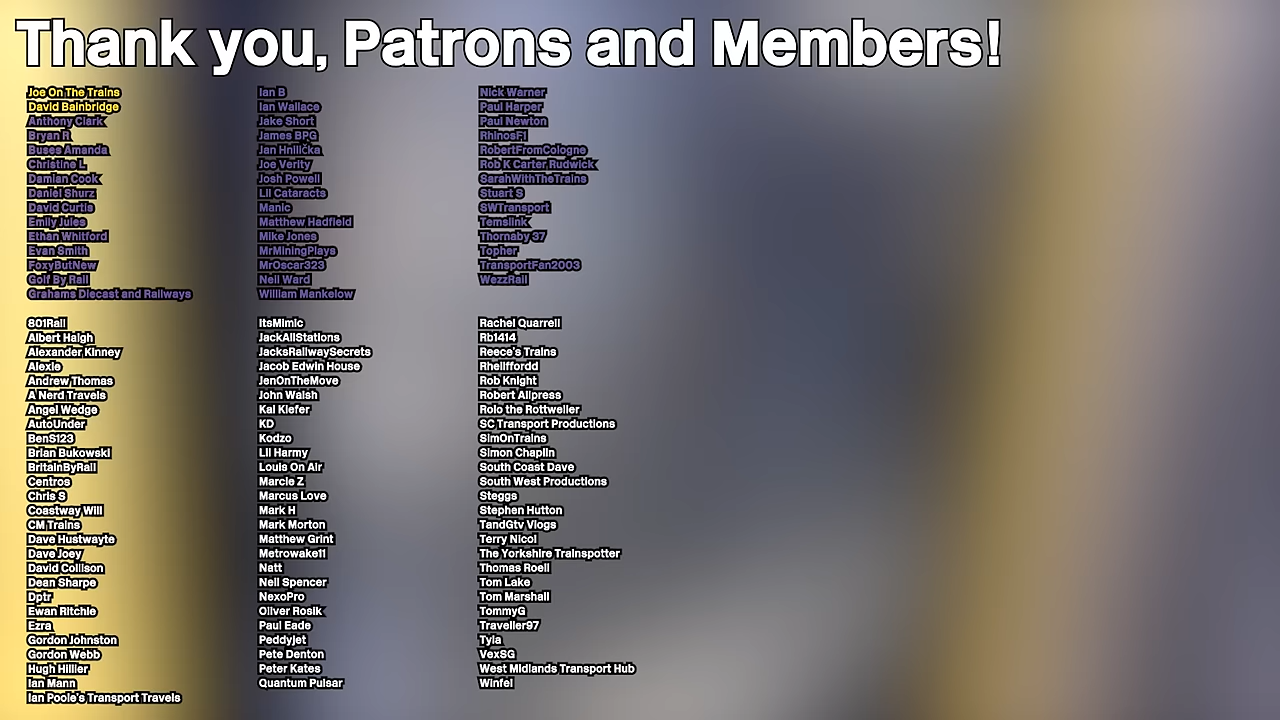 Thank you, Patrons and Members!
Joe On The Trains
David Bainbridge
Anthony Clark
Bryan R
Buses Amanda
Christine L
Damian Cook
Daniel Shurz
David Curtis
Emily Jules
Ethan Whitford
Evan Smith
FoxyButNew
Golf By Rail
Grahams Diecast and Railways
Ian B
Ian Wallace
Jake Short
James BPG
Jan Hnilička
Joe Verity
Josh Powell
Lil Cataracts
Manic
Matthew Hadfield
Mike Jones
MrMiningPlays
MrOscar323
Neil Ward
William Mankelow
Nick Warner
Paul Harper
Paul Newton
RhinosF1
RobertFromCologne
Rob K Carter Rudwick
SarahWithTheTrains
Stuart S
SWTransport
Temslink
Thornaby 37
Topher
TransportFan2003
WezzRail
801Rail
Albert Haigh
Alexander Kinney
Alexie
Andrew Thomas
A Nerd Travels
Angel Wedge
AutoUnder
BenS123
Brian Bukowski
BritainByRail
Centros
Chris S
Coastway Will
CM Trains
Dave Hustwayte
Dave Joey
David Collison
Dean Sharpe
Dptr
Ewan Ritchie
Ezra
Gordon Johnston
Gordon Webb
Hugh Hillier
Ian Mann
Ian Poole's Transport Travels
ItsMimic
JackAllStations
JacksRailwaySecrets
Jacob Edwin House
JenOnTheMove
John Walsh
Kai Kiefer
KD
Kodzo
Lil Harmy
Louis On Air
Marcie Z
Marcus Love
Mark H
Mark Morton
Matthew Grint
Metrowake11
Natt
Neil Spencer
NexoPro
Oliver Rosik
Paul Eade
Peddyjet
Pete Denton
Peter Kates
Quantum Pulsar
Rachel Quarrell
Rb1414
Reece's Trains
Rhelliffordd
Rob Knight
Robert Allpress
Rolo the Rottweiler
SC Transport Productions
SimOnTrains
Simon Chaplin
South Coast Dave
South West Productions
Steggs
Stephen Hutton
TandGtv Vlogs
Terry Nicol
The Yorkshire Trainspotter
Thomas Roell
Tom Lake
Tom Marshall
TommyG
Traveller97
Tyla
VexSG
West Midlands Transport Hub
Winfel